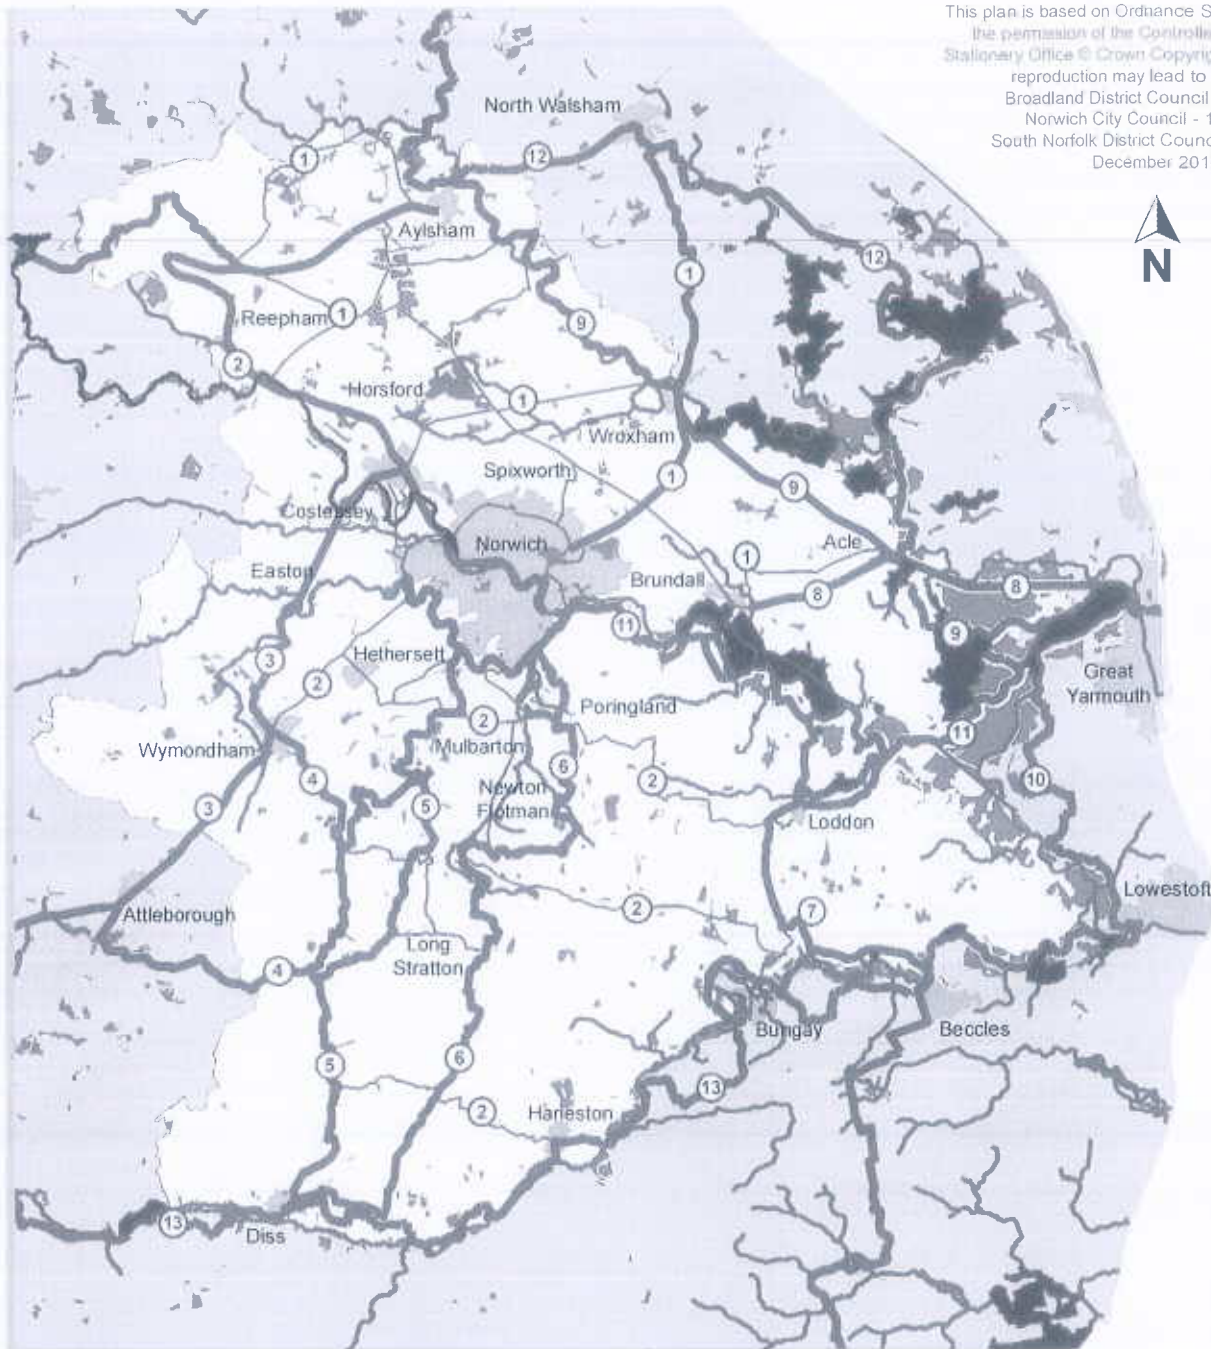 This plan is based on Ordnance S
the permission of the Controlle
Stationery Office © Crown Copyrig
reproduction may lead to
Broadland District Council
Norwich City Council - 1
South Norfolk District Counc
December 201
N
North Walsham
12
1
Aylsham
12
1
Reepham
1
9
2
Horsford
1
Wroxham
Spixworth
1
9
Costessey
Norwich
Acle
1
Easton
Brundall
8
8
11
9
Hethersett
3
2
Great
Yarmouth
Poringland
2
11
Wymondham
Mulbarton
4
6
2
10
Newton
Flotman
3
5
Loddon
Lowestoft
Attleborough
2
7
Long
Stratton
4
Bungay
Beccles
5
6
13
2
Harleston
13
Diss